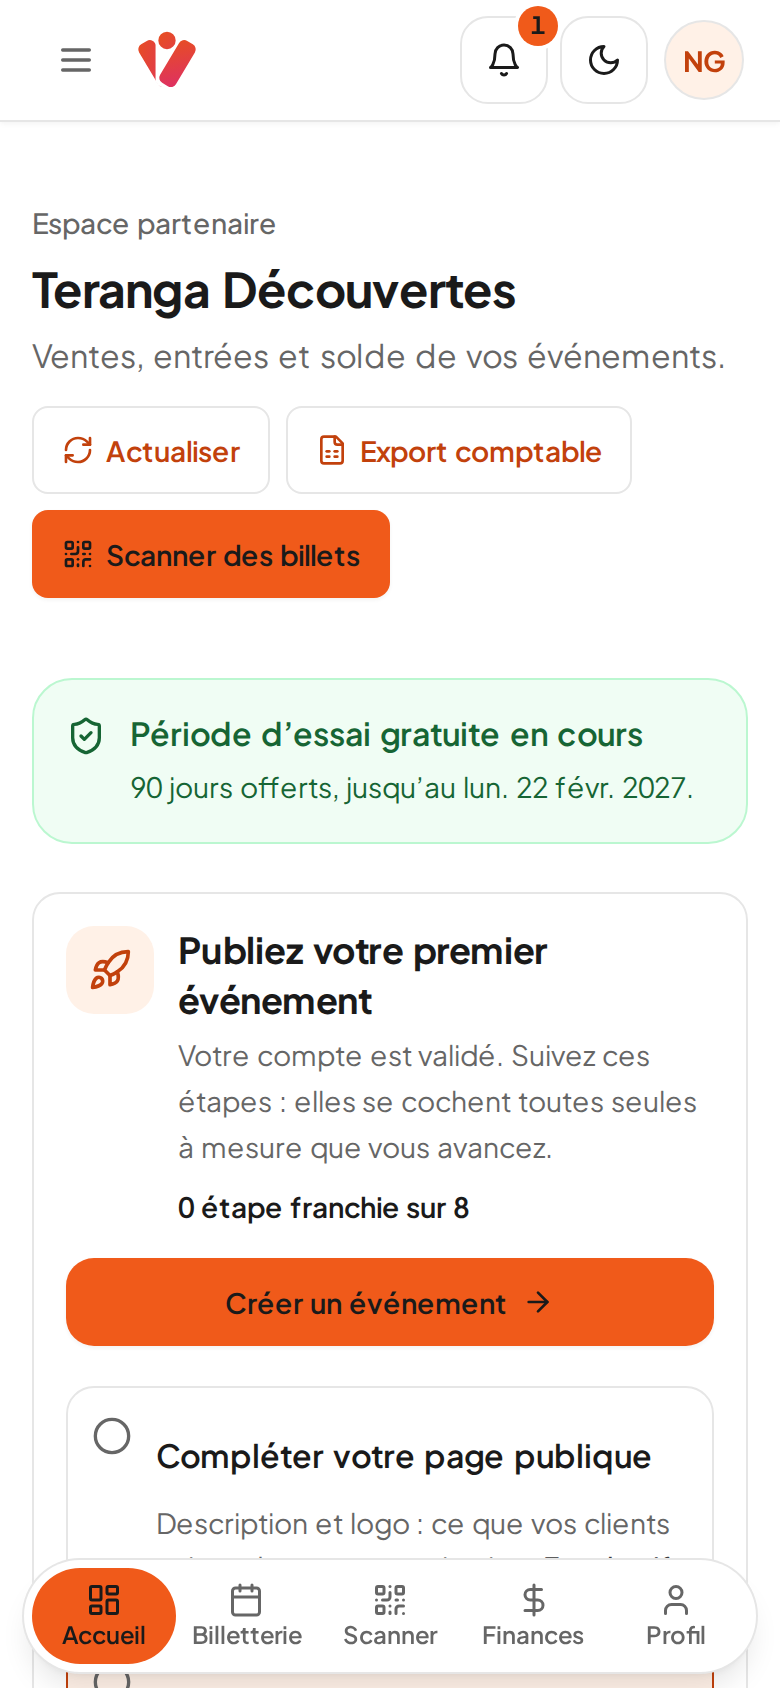 1
NG
Espace partenaire
Teranga Découvertes
Ventes, entrées et solde de vos événements.
Actualiser
Export comptable
Scanner des billets
Période d’essai gratuite en cours
90 jours offerts, jusqu’au lun. 22 févr. 2027.
Publiez votre premier
événement
Votre compte est validé. Suivez ces
étapes : elles se cochent toutes seules
à mesure que vous avancez.
0 étape franchie sur 8
Créer un événement
Compléter votre page publique
Description et logo : ce que vos clients
Accueil
Billetterie
Scanner
Finances
Profil